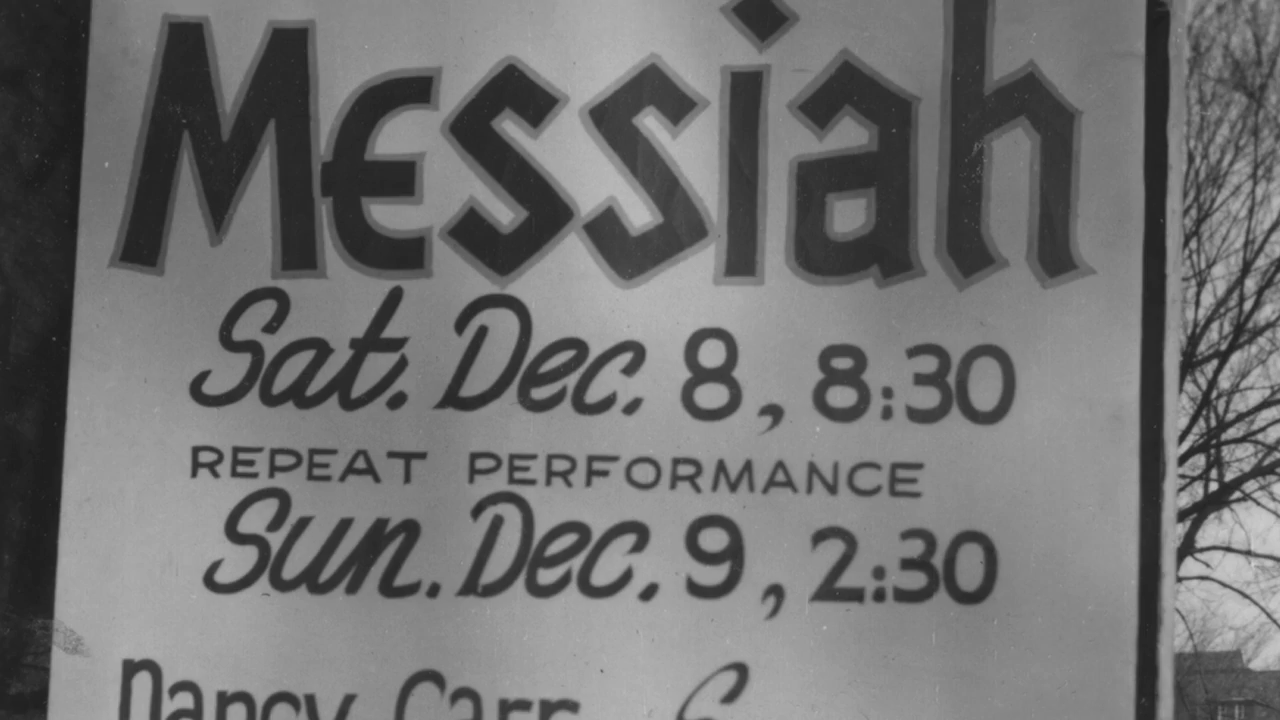 Messiah
Sat. Dec. 8, 8:30
REPEAT PERFORMANCE
Sun. Dec. 9, 2:30
Nancy Carr